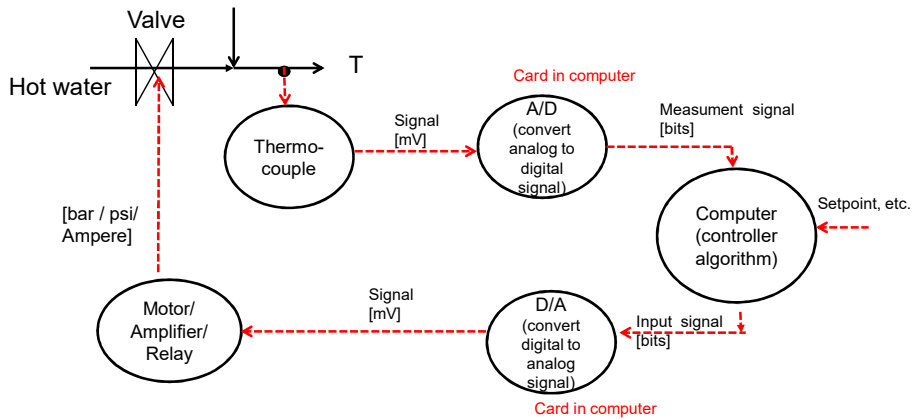 Valve
Hot water
T
Card in computer
Thermo-
couple
Signal
[mV]
A/D
(convert
analog to
digital
signal)
Measument signal
[bits]
Computer
(controller
algorithm)
Setpoint, etc.
[bar / psi/
Ampere]
Motor/
Amplifier/
Relay
Signal
[mV]
D/A
(convert
digital to
analog
signal)
Input signal
[bits]
Card in computer